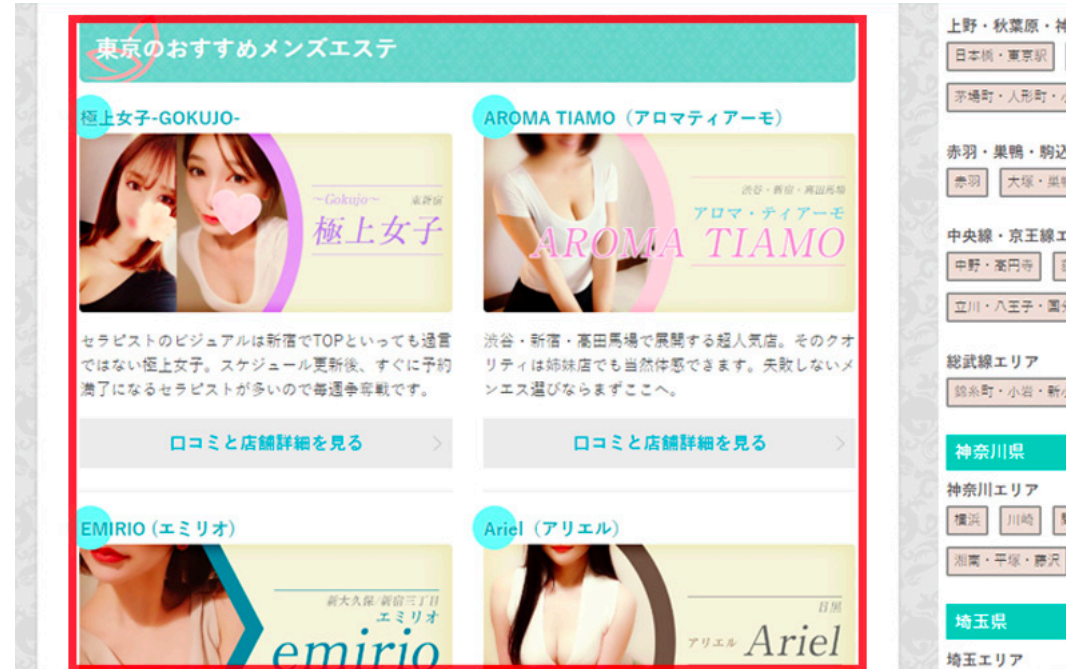 東京のおすすめメンズエステ
極上女子-GOKUJO-
~Gokujo~ 東新宿
極上女子
セラピストのビジュアルは新宿でTOPといっても過言
ではない極上女子。スケジュール更新後、すぐに予約
満了になるセラピストが多いので毎週争奪戦です。
口コミと店舗詳細を見る
AROMA TIAMO（アロマティアーモ）
渋谷・新宿・高田馬場
アロマ・ティアーモ
AROMA TIAMO
渋谷・新宿・高田馬場で展開する超人気店。そのクオ
リティは姉妹店でも当然体感できます。失敗しないメ
ンエス選びならまずここへ。
口コミと店舗詳細を見る
EMIRIO (エミリオ)
新大久保/新宿三丁目
エミリオ
emirio
Ariel（アリエル）
目黒
アリエル Ariel
上野・秋葉原・神
日本橋・東京駅
茅場町・人形町・小
赤羽・巣鴨・駒込
赤羽 大塚・巣鴨
中央線・京王線エ
中野・高円寺
立川・八王子・国分
総武線エリア
錦糸町・小岩・新小
神奈川県
神奈川エリア
横浜 川崎
湘南・平塚・藤沢
埼玉県
埼玉エリア